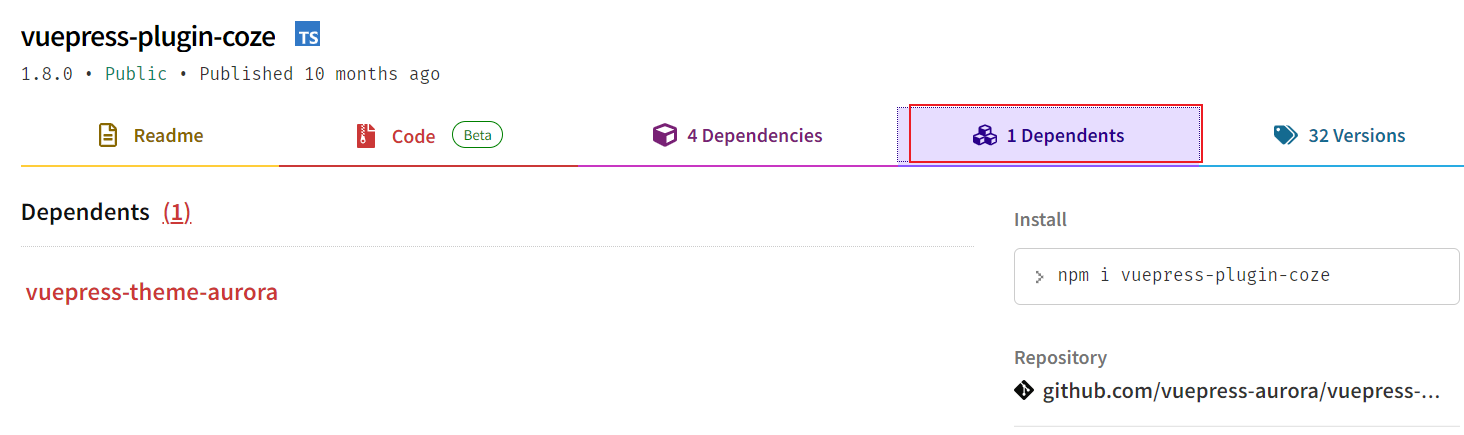 vuepress-plugin-coze TS
1.8.0 • Public • Published 10 months ago
Readme
Code Beta
4 Dependencies
1 Dependents
32 Versions
Dependents (1)
vuepress-theme-aurora
Install
npm i vuepress-plugin-coze
Repository
github.com/vuepress-aurora/vuepress-...